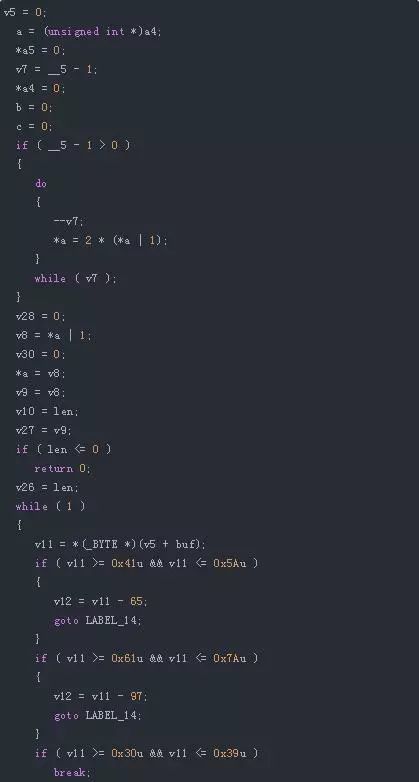 v5 = 0;
a = (unsigned int *)a4;
*a5 = 0;
v7 = __5 - 1;
*a4 = 0;
b = 0;
c = 0;
if ( __5 - 1 > 0 )
{
do
{
--v7;
*a = 2 * (*a | 1);
}
while ( v7 );
}
v28 = 0;
v8 = *a | 1;
v30 = 0;
*a = v8;
v9 = v8;
v10 = len;
v27 = v9;
if ( len <= 0 )
return 0;
v26 = len;
while ( 1 )
{
v11 = *(_BYTE *)(v5 + buf);
if ( v11 >= 0x41u && v11 <= 0x5Au )
{
v12 = v11 - 65;
goto LABEL_14;
}
if ( v11 >= 0x61u && v11 <= 0x7Au )
{
v12 = v11 - 97;
goto LABEL_14;
}
if ( v11 >= 0x30u && v11 <= 0x39u )
break;